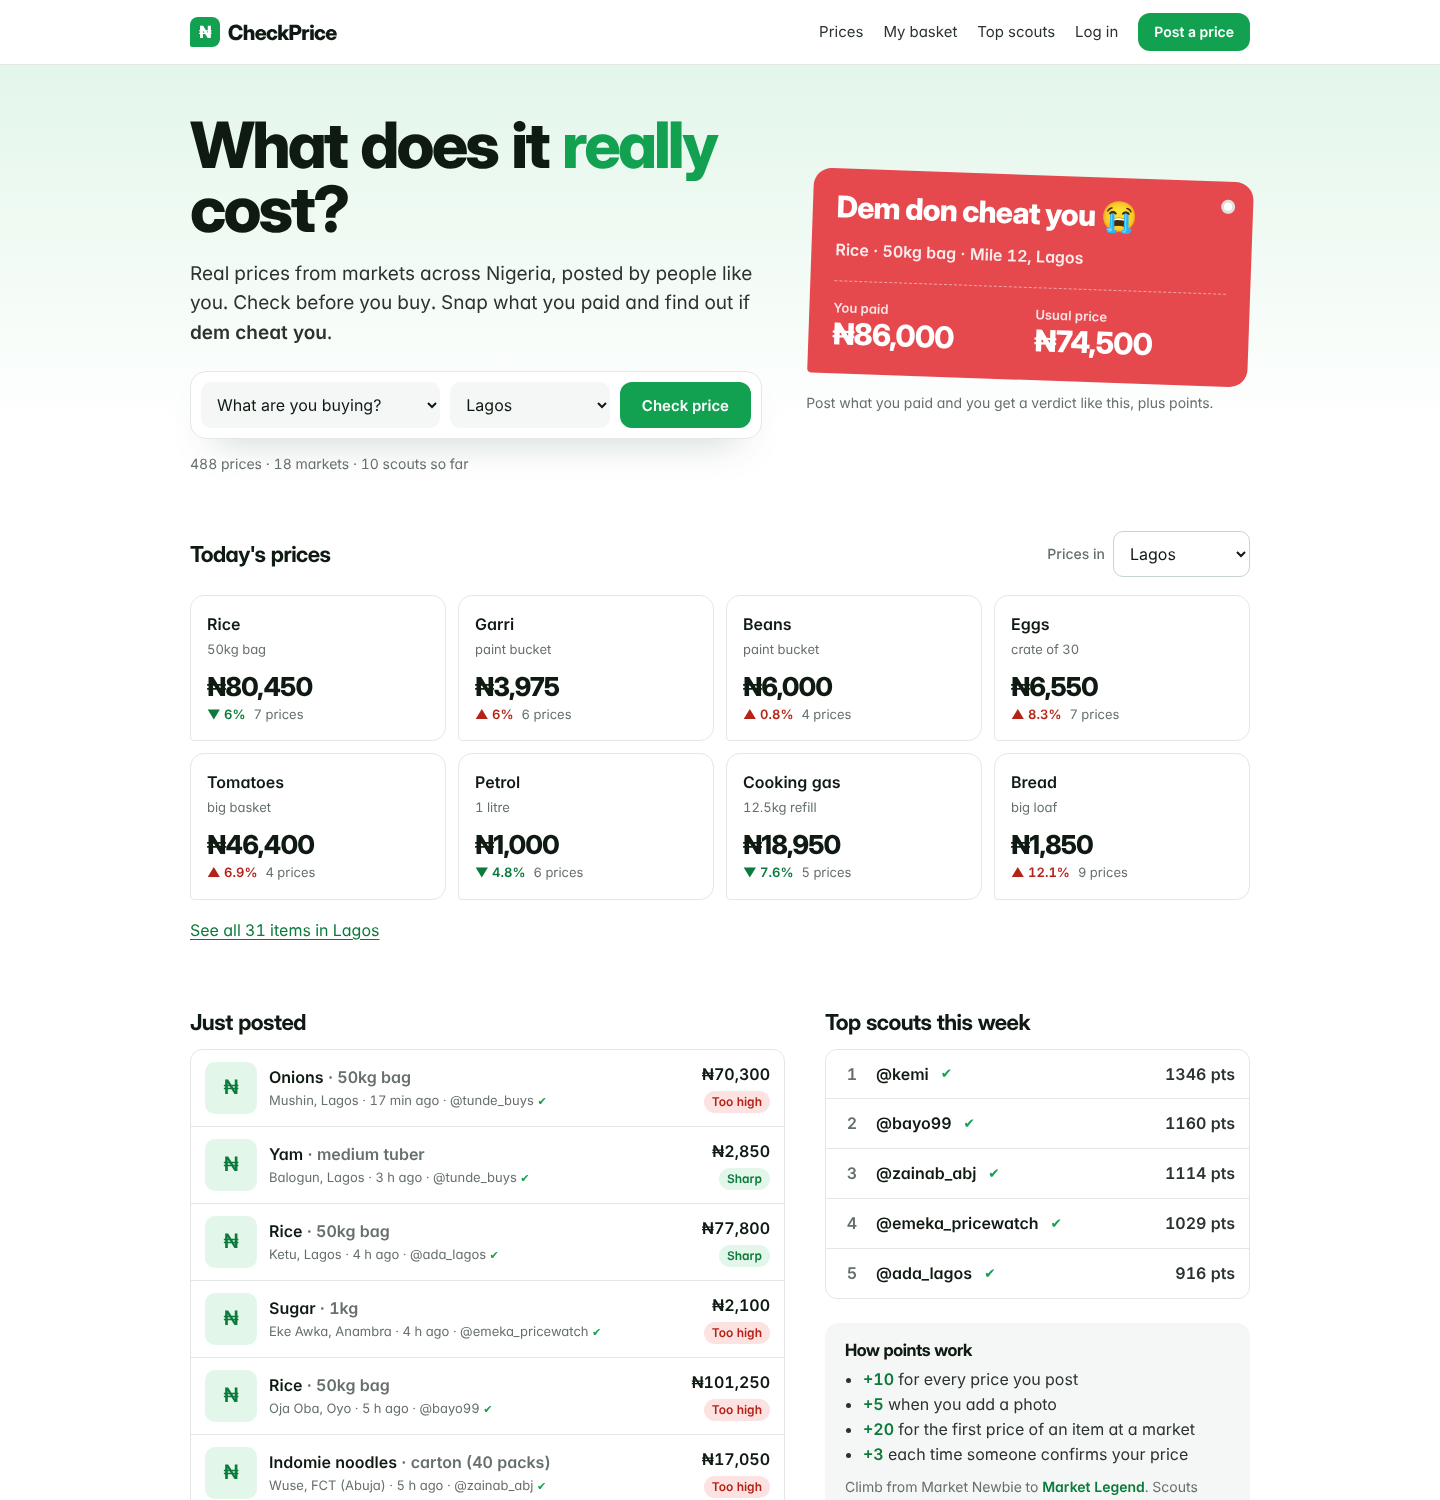 ₦ CheckPrice
Prices My basket Top scouts Log in Post a price
What does it really
cost?
Real prices from markets across Nigeria, posted by people like
you. Check before you buy. Snap what you paid and find out if
dem cheat you.
What are you buying? Lagos Check price
488 prices · 18 markets · 10 scouts so far
Dem don cheat you 😭
Rice · 50kg bag · Mile 12, Lagos
You paid Usual price
₦86,000 ₦74,500
Post what you paid and you get a verdict like this, plus points.
Today's prices
Prices in Lagos
Rice
50kg bag
₦80,450
▼ 6% 7 prices
Garri
paint bucket
₦3,975
▲ 6% 6 prices
Beans
paint bucket
₦6,000
▲ 0.8% 4 prices
Eggs
crate of 30
₦6,550
▲ 8.3% 7 prices
Tomatoes
big basket
₦46,400
▲ 6.9% 4 prices
Petrol
1 litre
₦1,000
▼ 4.8% 6 prices
Cooking gas
12.5kg refill
₦18,950
▼ 7.6% 5 prices
Bread
big loaf
₦1,850
▲ 12.1% 9 prices
See all 31 items in Lagos
Just posted
₦ Onions · 50kg bag ₦70,300
Mushin, Lagos · 17 min ago · @tunde_buys ✔ Too high
₦ Yam · medium tuber ₦2,850
Balogun, Lagos · 3 h ago · @tunde_buys ✔ Sharp
₦ Rice · 50kg bag ₦77,800
Ketu, Lagos · 4 h ago · @ada_lagos ✔ Sharp
₦ Sugar · 1kg ₦2,100
Eke Awka, Anambra · 4 h ago · @emeka_pricewatch ✔ Too high
₦ Rice · 50kg bag ₦101,250
Oja Oba, Oyo · 5 h ago · @bayo99 ✔ Too high
₦ Indomie noodles · carton (40 packs) ₦17,050
Wuse, FCT (Abuja) · 5 h ago · @zainab_abj ✔ Too high
Top scouts this week
1 @kemi ✔ 1346 pts
2 @bayo99 ✔ 1160 pts
3 @zainab_abj ✔ 1114 pts
4 @emeka_pricewatch ✔ 1029 pts
5 @ada_lagos ✔ 916 pts
How points work
• +10 for every price you post
• +5 when you add a photo
• +20 for the first price of an item at a market
• +3 each time someone confirms your price
Climb from Market Newbie to Market Legend. Scouts